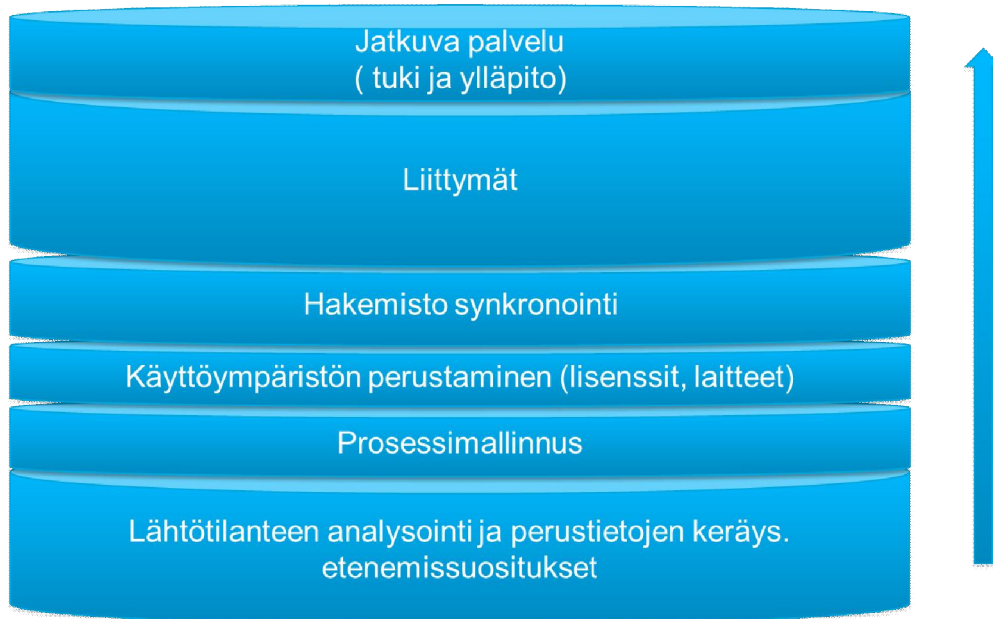 Jatkuva palvelu
( tuki ja ylläpito)
Liittymät
Hakemisto synkronointi
Käyttöympäristön perustaminen (lisenssit, laitteet)
Prosessimallinnus
Lähtötilanteen analysointi ja perustietojen keräys.
etenemissuositukset